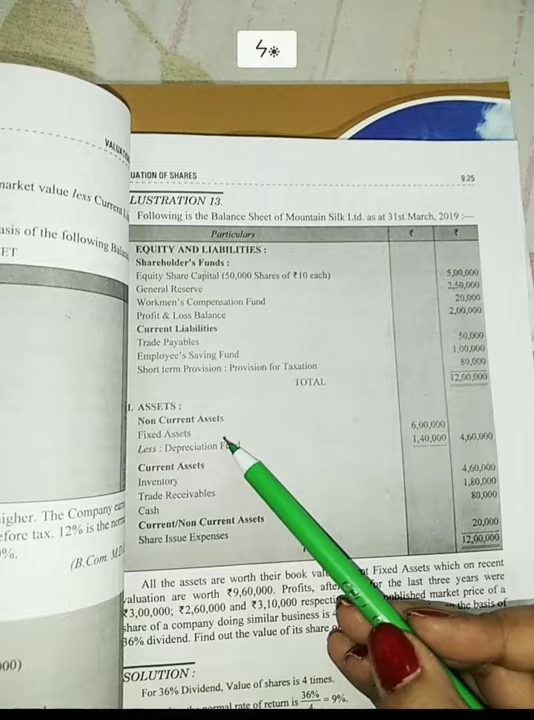 VALUAT
market value less Current
asis of the following
ET
igher. The Company
efore tax. 12% is the
%.
(B.Com.
000)
UATION OF SHARES
9.25
LUSTRATION 13.
Following is the Balance Sheet of Mountain Silk Ltd. as at 31st March, 2019 :—
Particulars ₹ ₹
EQUITY AND LIABILITIES :
Shareholder's Funds :
Equity Share Capital (50,000 Shares of ₹10 each) 5,00,000
General Reserve 2,50,000
Workmen's Compensation Fund 20,000
Profit & Loss Balance 2,00,000
Current Liabilities
Trade Payables 50,000
Employee's Saving Fund 1,00,000
Short term Provision : Provision for Taxation 80,000
TOTAL 12,00,000
I. ASSETS :
Non Current Assets
Fixed Assets 6,00,000
Less : Depreciation 1,40,000 4,60,000
Current Assets
Inventory 4,60,000
Trade Receivables 1,80,000
Cash 80,000
Current/Non Current Assets
Share Issue Expenses 20,000
12,00,000
All the assets are worth their book Fixed Assets which on recent
valuation are worth ₹9,60,000. Profits, for the last three years were
₹3,00,000; ₹2,60,000 and ₹3,10,000 published market price of a
share of a company doing similar business is the basis of
36% dividend. Find out the value of its share
SOLUTION :
For 36% Dividend, Value of shares is 4 times.
normal rate of return is 36%/4 = 9%.